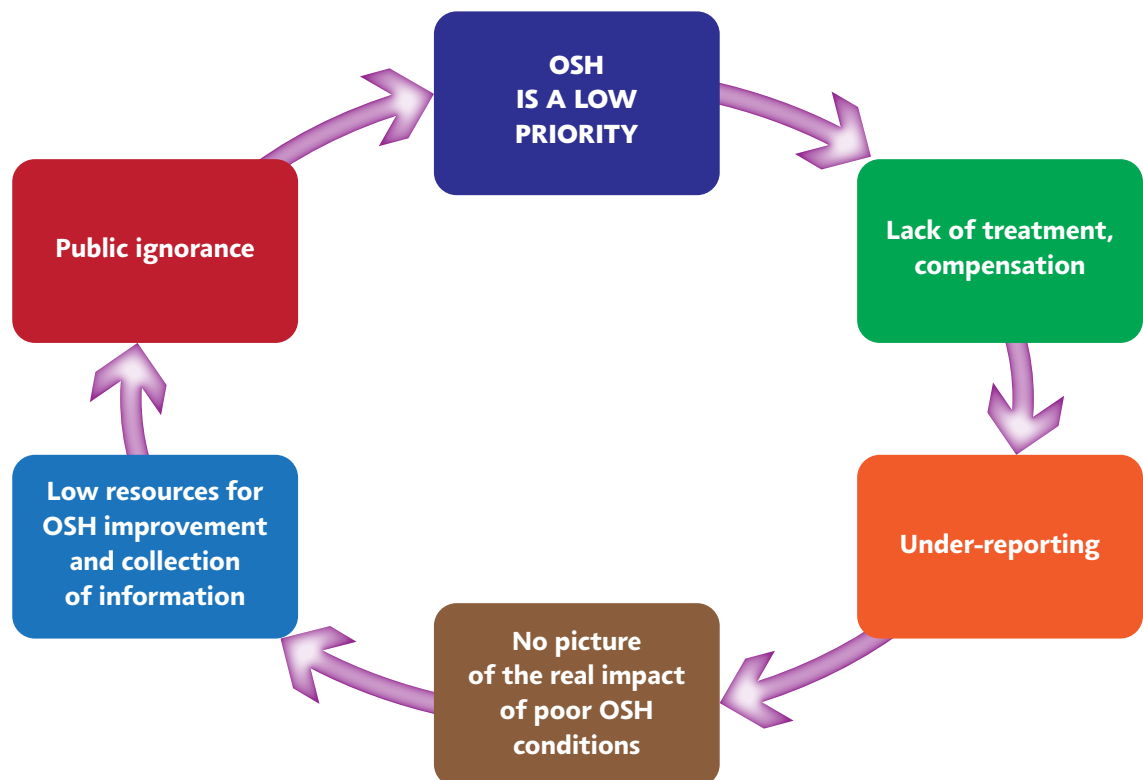 OSH
IS A LOW
PRIORITY
Lack of treatment,
compensation
Under-reporting
No picture
of the real impact
of poor OSH
conditions
Low resources for
OSH improvement
and collection
of information
Public ignorance